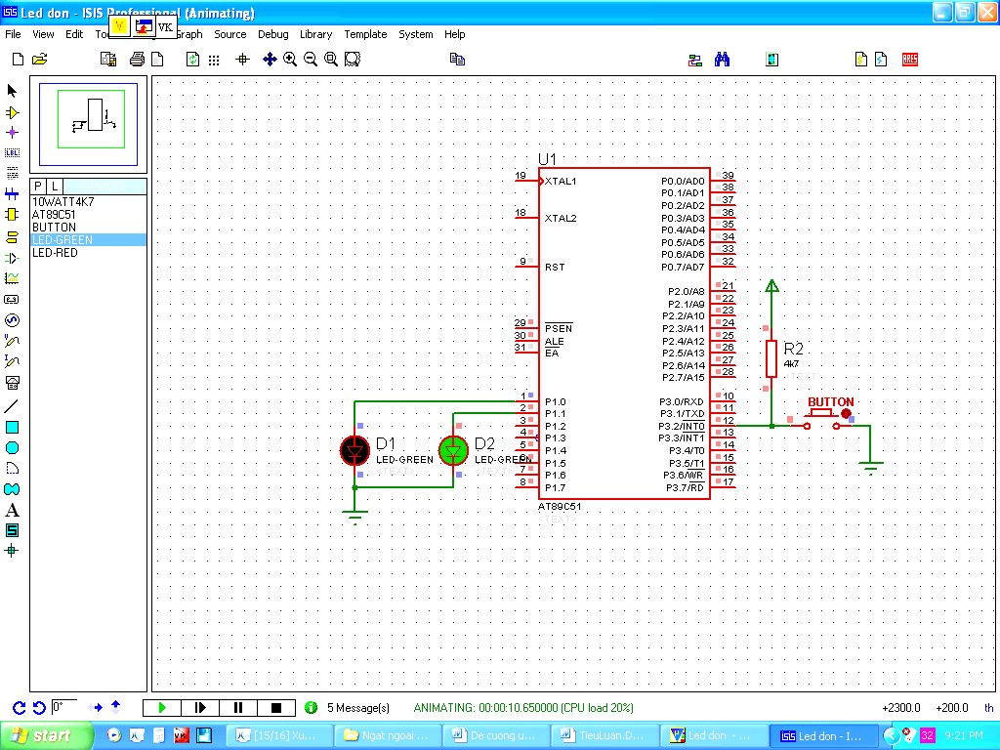 Led don - ISIS Professional (Animating)
V VK
File View Edit Graph Source Debug Library Graph Template System Help
ARES
LBL
P L
10WATT4K7
AT89C51
BUTTON
LED-GREEN
LED-RED
A
S
U1
19 XTAL1
18 XTAL2
9 RST
29 PSEN
30 ALE
31 EA
1 P1.0
2 P1.1
3 P1.2
4 P1.3
5 P1.4
6 P1.5
7 P1.6
8 P1.7
P0.0/AD0 39
P0.1/AD1 38
P0.2/AD2 37
P0.3/AD3 36
P0.4/AD4 35
P0.5/AD5 34
P0.6/AD6 33
P0.7/AD7 32
P2.0/A8 21
P2.1/A9 22
P2.2/A10 23
P2.3/A11 24
P2.4/A12 25
P2.5/A13 26
P2.6/A14 27
P2.7/A15 28
P3.0/RXD 10
P3.1/TXD 11
P3.2/INT0 12
P3.3/INT1 13
P3.4/T0 14
P3.5/T1 15
P3.6/WR 16
P3.7/RD 17
AT89C51
<TEXT>
D1
LED-GREEN
<TEXT>
D2
LED-GREEN
<TEXT>
R2
4k7
<TEXT>
BUTTON
0°
5 Message(s)
ANIMATING: 00:00:10.650000 (CPU load 20%)
+2300.0 +200.0 th
start
[15/16] Xu...
Ngat ngoai ...
De cuong u...
TieuLuan.D...
Led don - ...
Led don - I...
32
9:21 PM